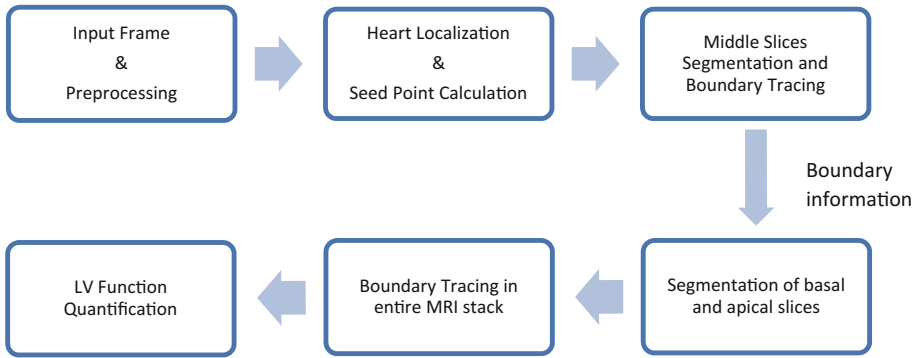 Input Frame
&
Preprocessing
Heart Localization
&
Seed Point Calculation
Middle Slices
Segmentation and
Boundary Tracing
Boundary
information
Segmentation of basal
and apical slices
Boundary Tracing in
entire MRI stack
LV Function
Quantification